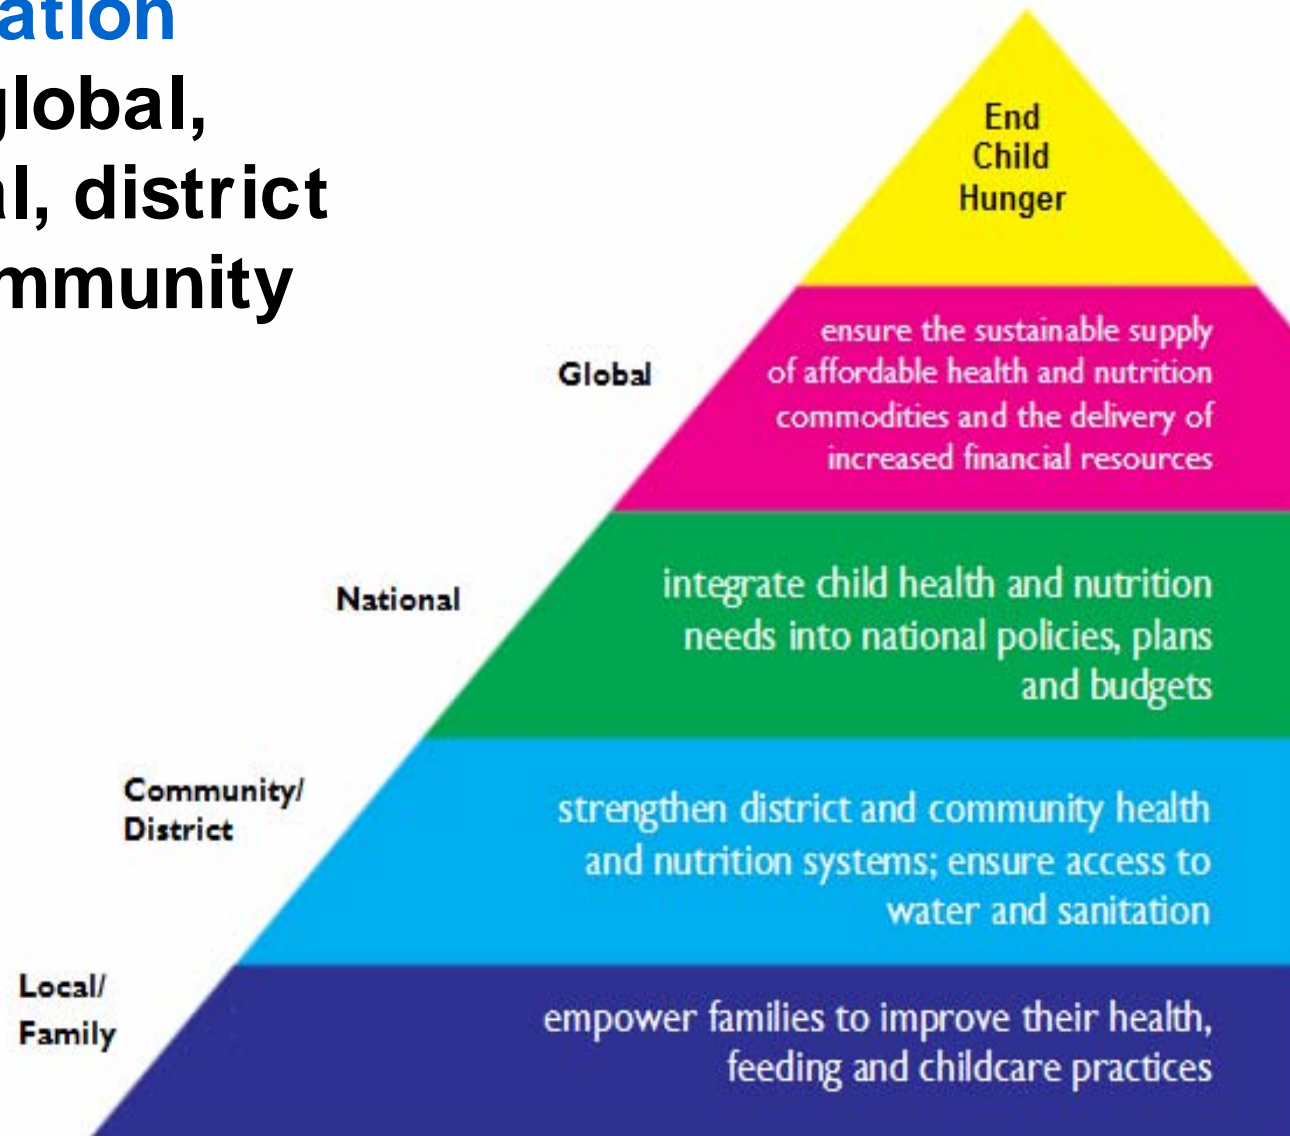 ation
global,
al, district
mmunity
End
Child
Hunger
Global
ensure the sustainable supply
of affordable health and nutrition
commodities and the delivery of
increased financial resources
National
integrate child health and nutrition
needs into national policies, plans
and budgets
Community/
District
strengthen district and community health
and nutrition systems; ensure access to
water and sanitation
Local/
Family
empower families to improve their health,
feeding and childcare practices